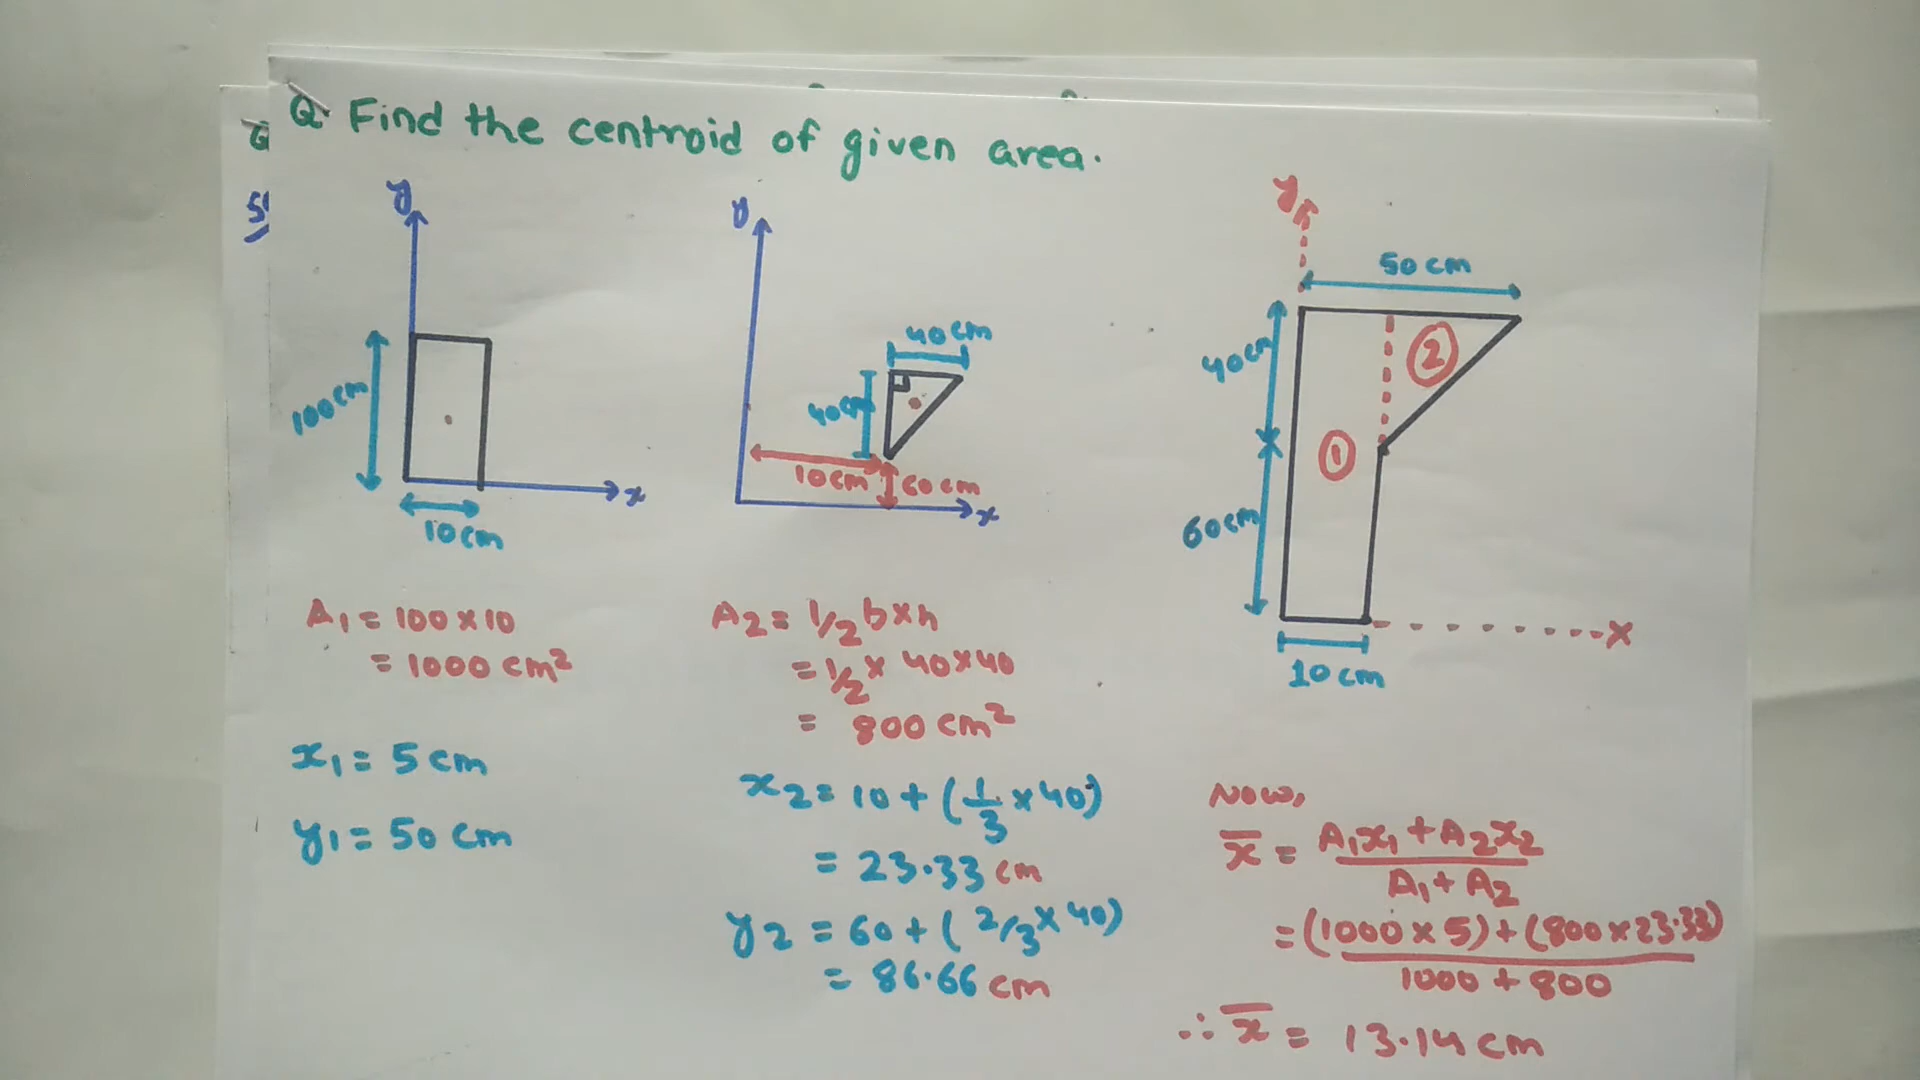 Q. Find the centroid of given area.
y
100cm
10cm
x
A1 = 100 x 10
= 1000 cm²
x1 = 5 cm
y1 = 50 cm
y
40cm
40cm
10cm
60cm
x
A2 = 1/2 b x h
= 1/2 x 40 x 40
= 800 cm²
x2 = 10 + (1/3 x 40)
= 23.33 cm
y2 = 60 + (2/3 x 40)
= 86.66 cm
y
50 cm
40cm
2
1
60cm
x
10 cm
Now,
x̅ = A1x1 + A2x2 / A1 + A2
= (1000 x 5) + (800 x 23.33) / 1000 + 800
∴ x̅ = 13.14 cm